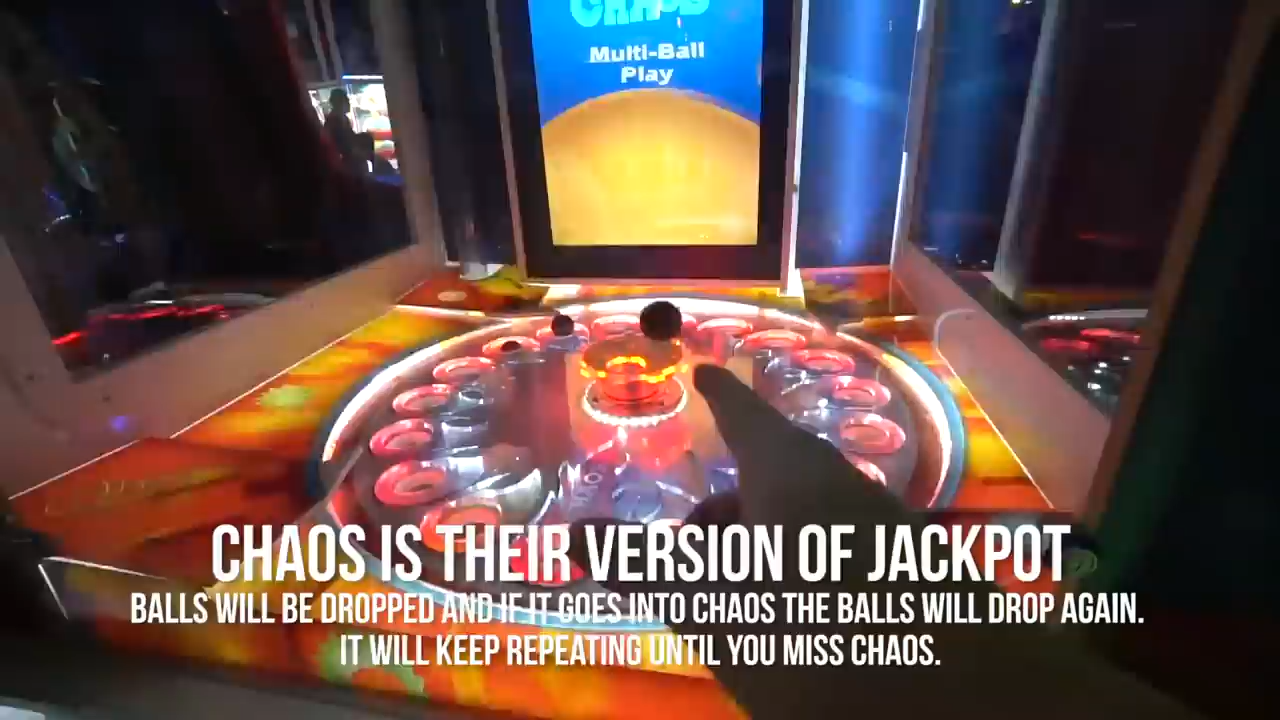 CHAOS
Multi-Ball
Play
CHAOS IS THEIR VERSION OF JACKPOT
BALLS WILL BE DROPPED AND IF IT GOES INTO CHAOS THE BALLS WILL DROP AGAIN.
IT WILL KEEP REPEATING UNTIL YOU MISS CHAOS.